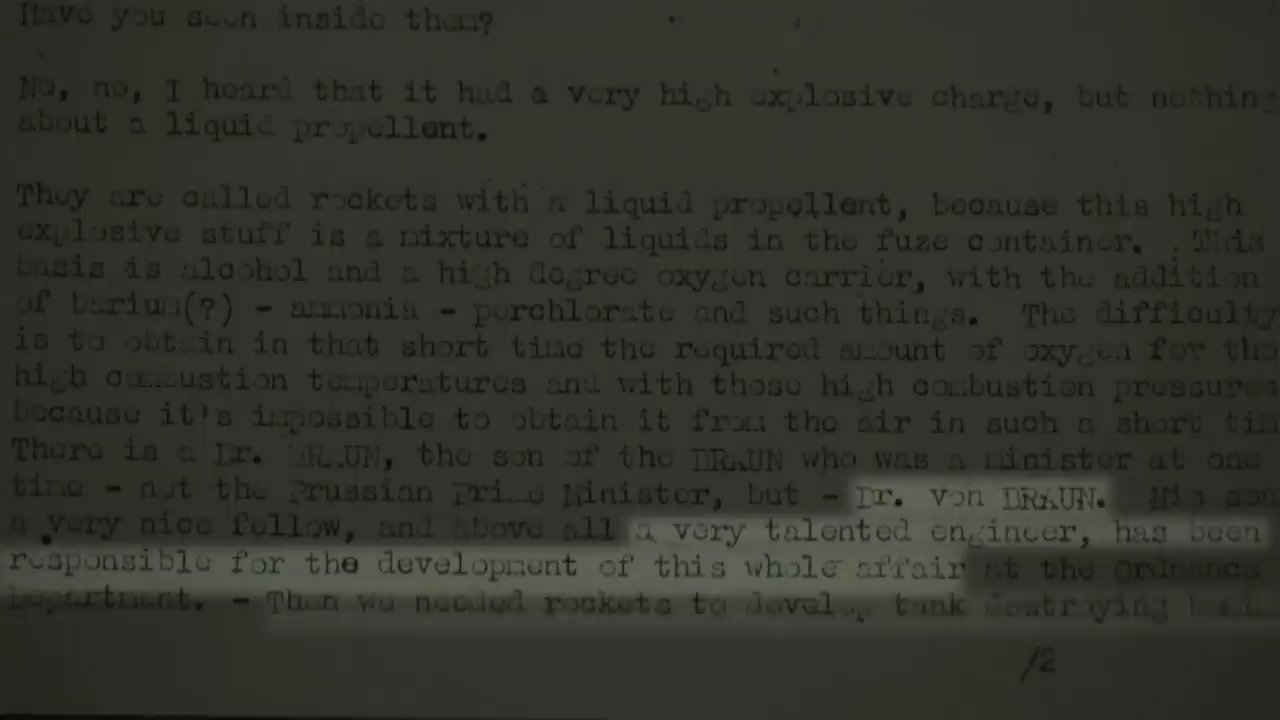 Have you seen inside them?
No, no, I heard that it had a very high explosive charge, but nothing
about a liquid propellent.
They are called rockets with a liquid propellent, because this high
explosive stuff is a mixture of liquids in the fuze container. This
basis is alcohol and a high degree oxygen carrier, with the addition
of barium(?) - ammonia - perchlorate and such things. The difficulty
is to obtain in that short time the required amount of oxygen for the
high combustion temperatures and with those high combustion pressures
because it's impossible to obtain it from the air in such a short tim
There is a Dr. BRAUN, the son of the BRAUN who was a minister at one
time - not the Prussian Prime Minister, but - Dr. von BRAUN. His son
a very nice fellow, and above all a very talented engineer, has been
responsible for the development of this whole affair at the Ordnance
Department. - Then we needed rockets to develop tank destroying
/2